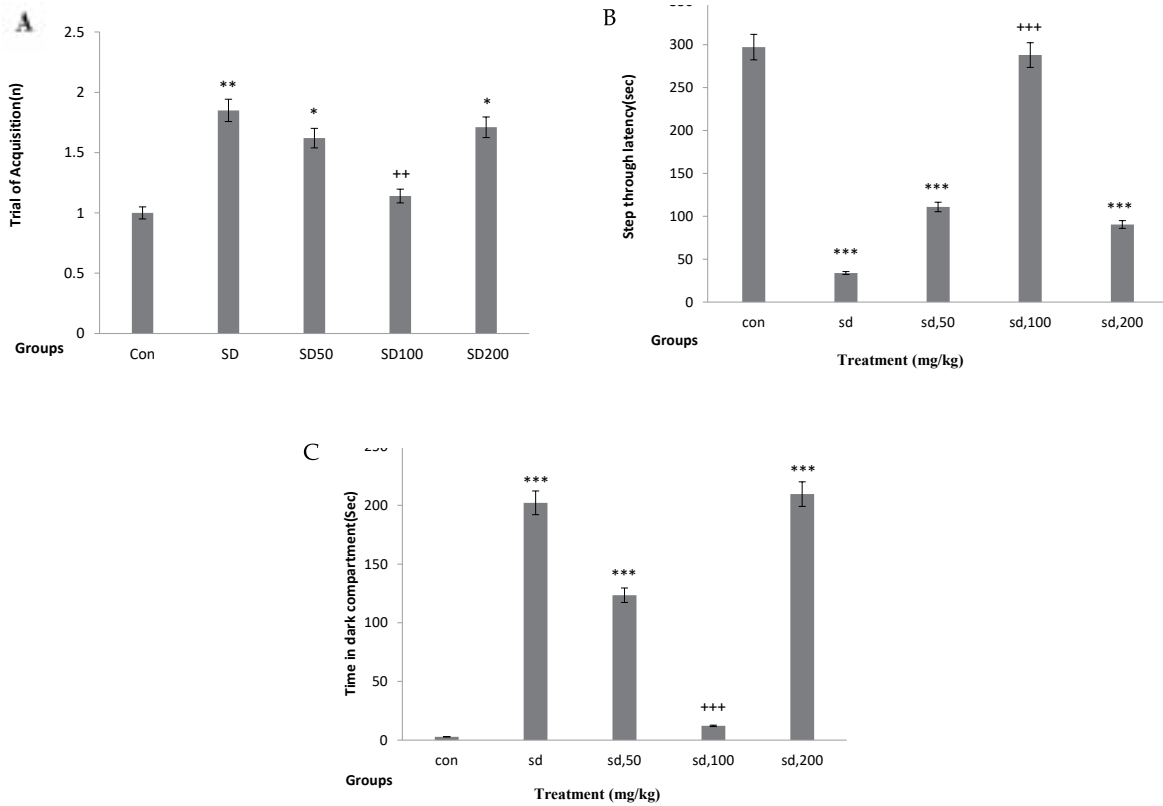 A
2.5
2
1.5
1
0.5
0
Trial of Acquisition(n)
**
*
++
*
Groups
Con SD SD50 SD100 SD200
B
300
250
200
150
100
50
0
Step through latency(sec)
***
***
+++
***
con sd sd,50 sd,100 sd,200
Groups
Treatment (mg/kg)
C
250
200
150
100
50
0
Time in dark compartment(Sec)
***
***
+++
***
con sd sd,50 sd,100 sd,200
Groups
Treatment (mg/kg)